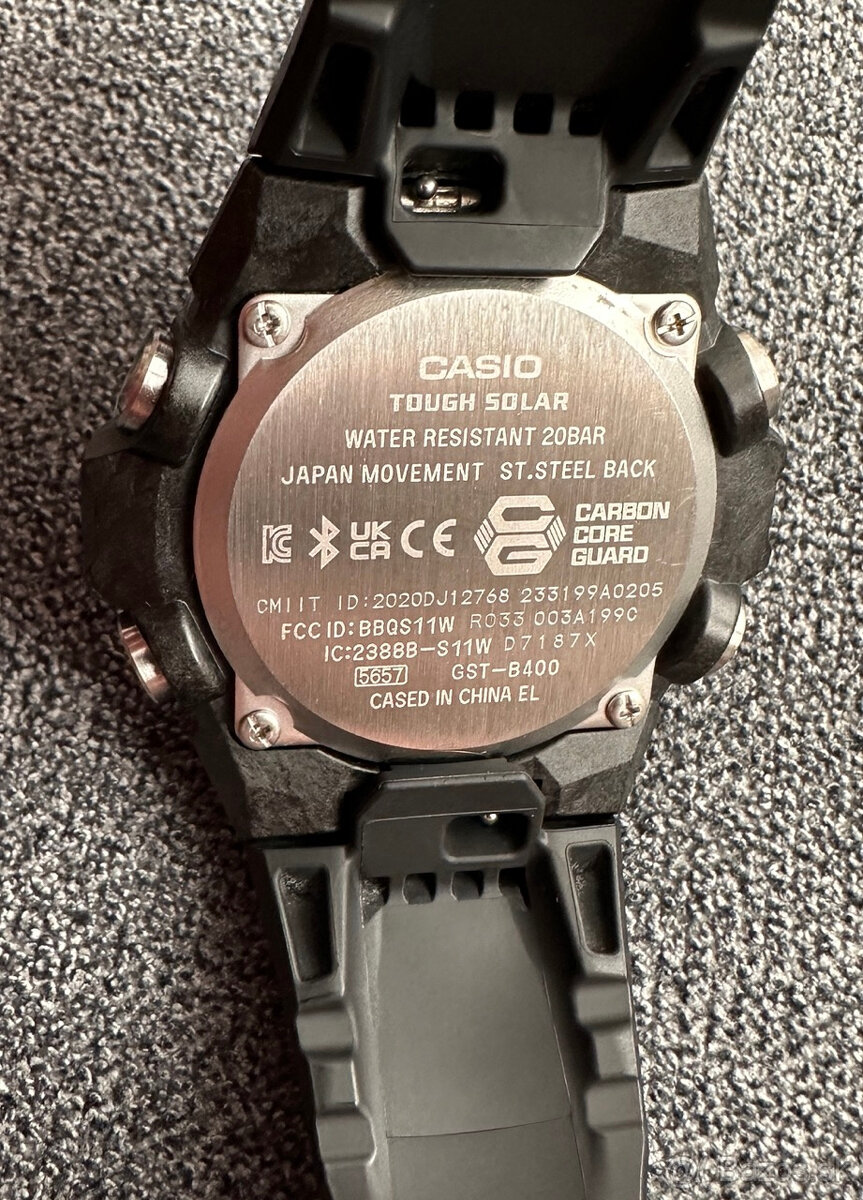 CASIO
TOUGH SOLAR
WATER RESISTANT 20BAR
JAPAN MOVEMENT ST.STEEL BACK
UK CA CE CARBON CORE GUARD
CMIIT ID:2020DJ12768 233199A0205
FCC ID:BBQS11W R033 003A199C
IC:2388B-S11W D7187X
5657 GST-B400
CASED IN CHINA EL